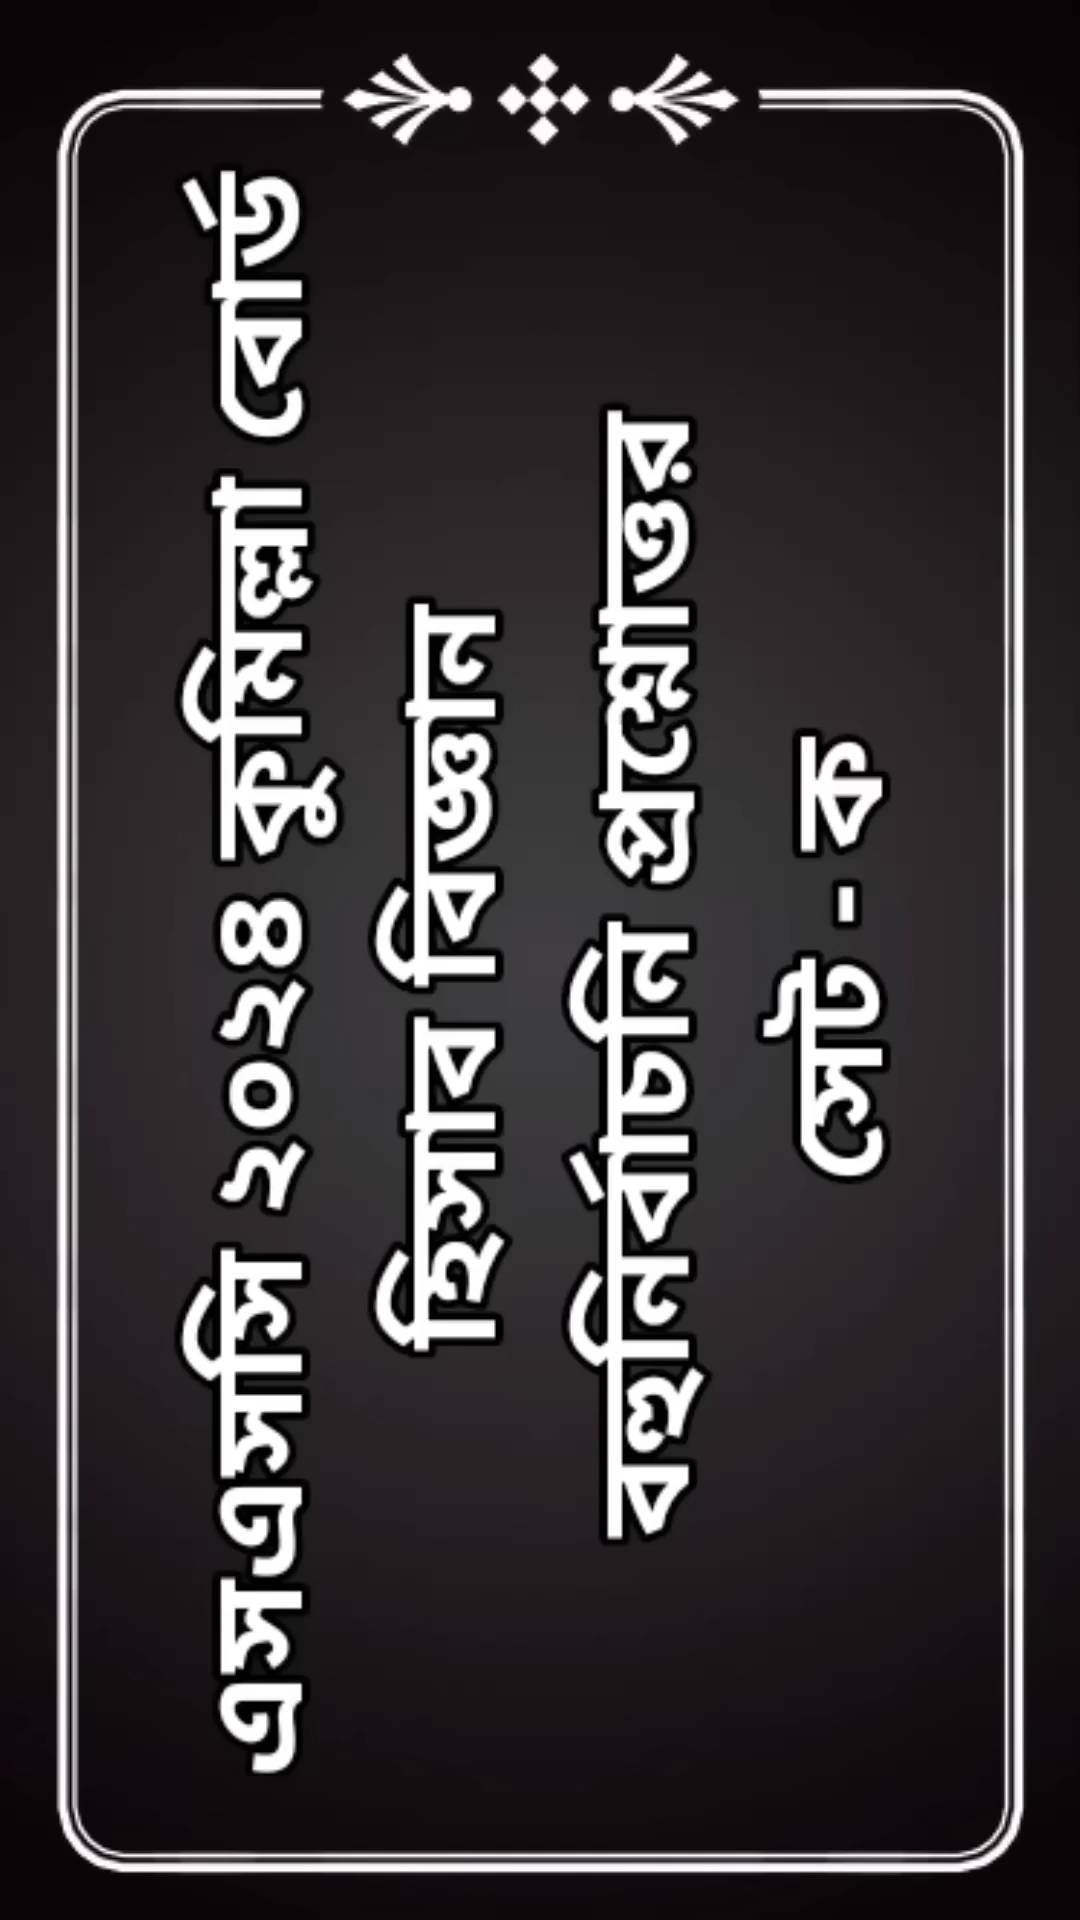 এসএসসি ২০২৪ কুমিল্লা বোর্ড
হিসাব বিজ্ঞান
বহুনির্বাচনি প্রশ্নোত্তর
সেট - ক